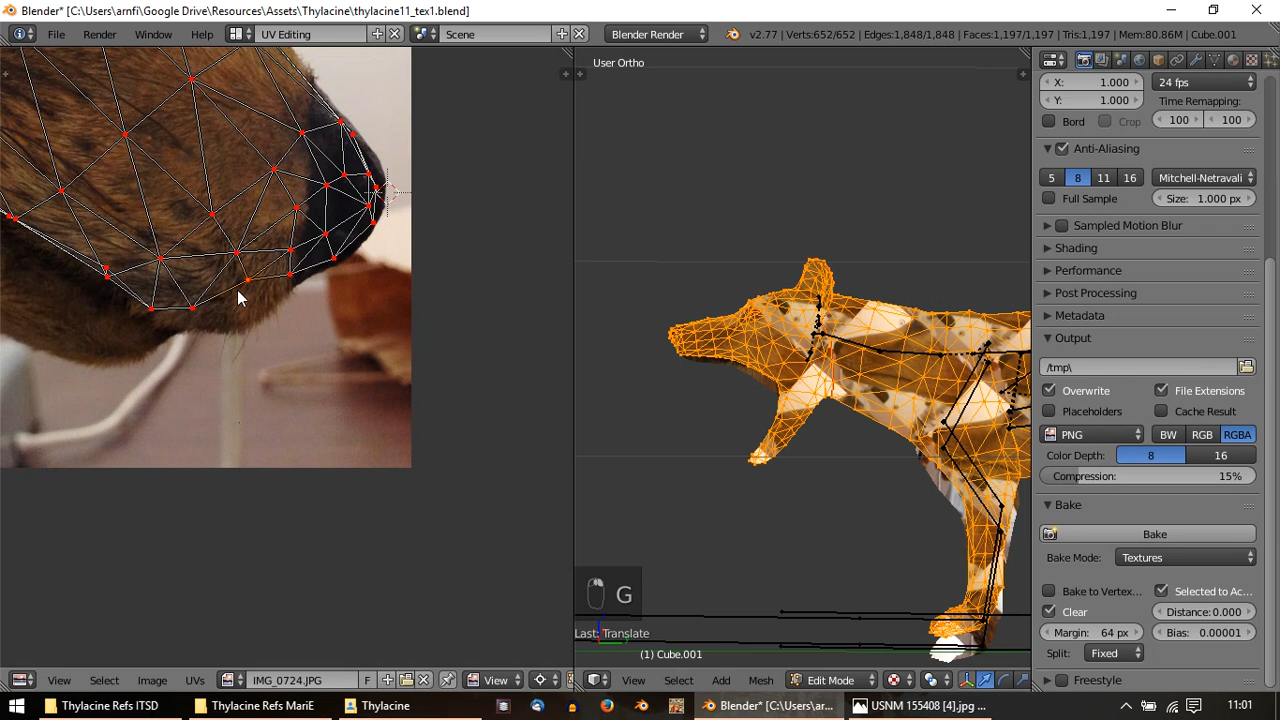 Blender* [C:\Users\arnfi\Google Drive\Resources\Assets\Thylacine\thylacine11_tex1.blend]
File Render Window Help UV Editing Scene Blender Render v2.77 | Verts:652/652 | Edges:1,848/1,848 | Faces:1,197/1,197 | Tris:1,197 | Mem:80.86M | Cube.001
User Ortho
X: 1.000 24 fps
Y: 1.000 Time Remapping:
Bord Crop 100 100
Anti-Aliasing
5 8 11 16 Mitchell-Netravali
Full Sample Size: 1.000 px
Sampled Motion Blur
Shading
Performance
Post Processing
Metadata
Output
/tmp\
Overwrite File Extensions
Placeholders Cache Result
PNG BW RGB RGBA
Color Depth: 8 16
Compression: 15%
Bake
Bake
Bake Mode: Textures
Bake to Vertex... Selected to Ac...
Clear Distance:0.000
Margin: 64 px Bias: 0.00001
Split: Fixed
Freestyle
G
Last: Translate
(1) Cube.001
View Select Image UVs IMG_0724.JPG F View
View Select Add Mesh Edit Mode
Thylacine Refs ITSD Thylacine Refs MariE Thylacine Blender* [C:\Users\ar... USNM 155408 [4].jpg ... 11:01